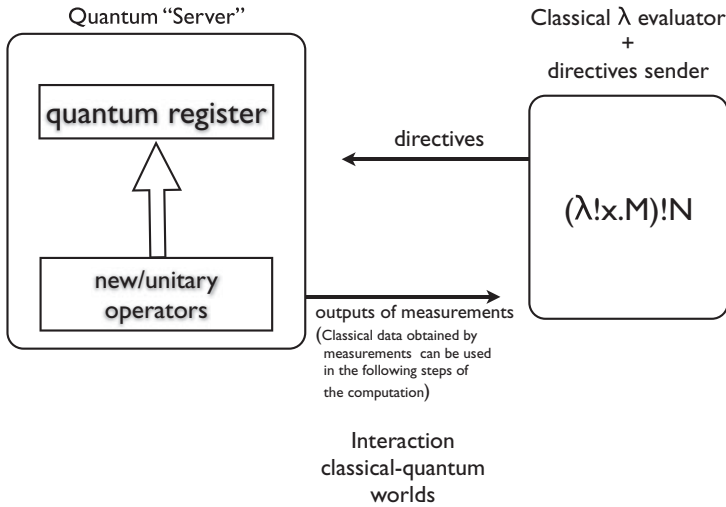 Quantum “Server”
quantum register
new/unitary
operators
directives
Classical λ evaluator
+
directives sender
(λ!x.M)!N
outputs of measurements
(Classical data obtained by
measurements can be used
in the following steps of
the computation)
Interaction
classical-quantum
worlds